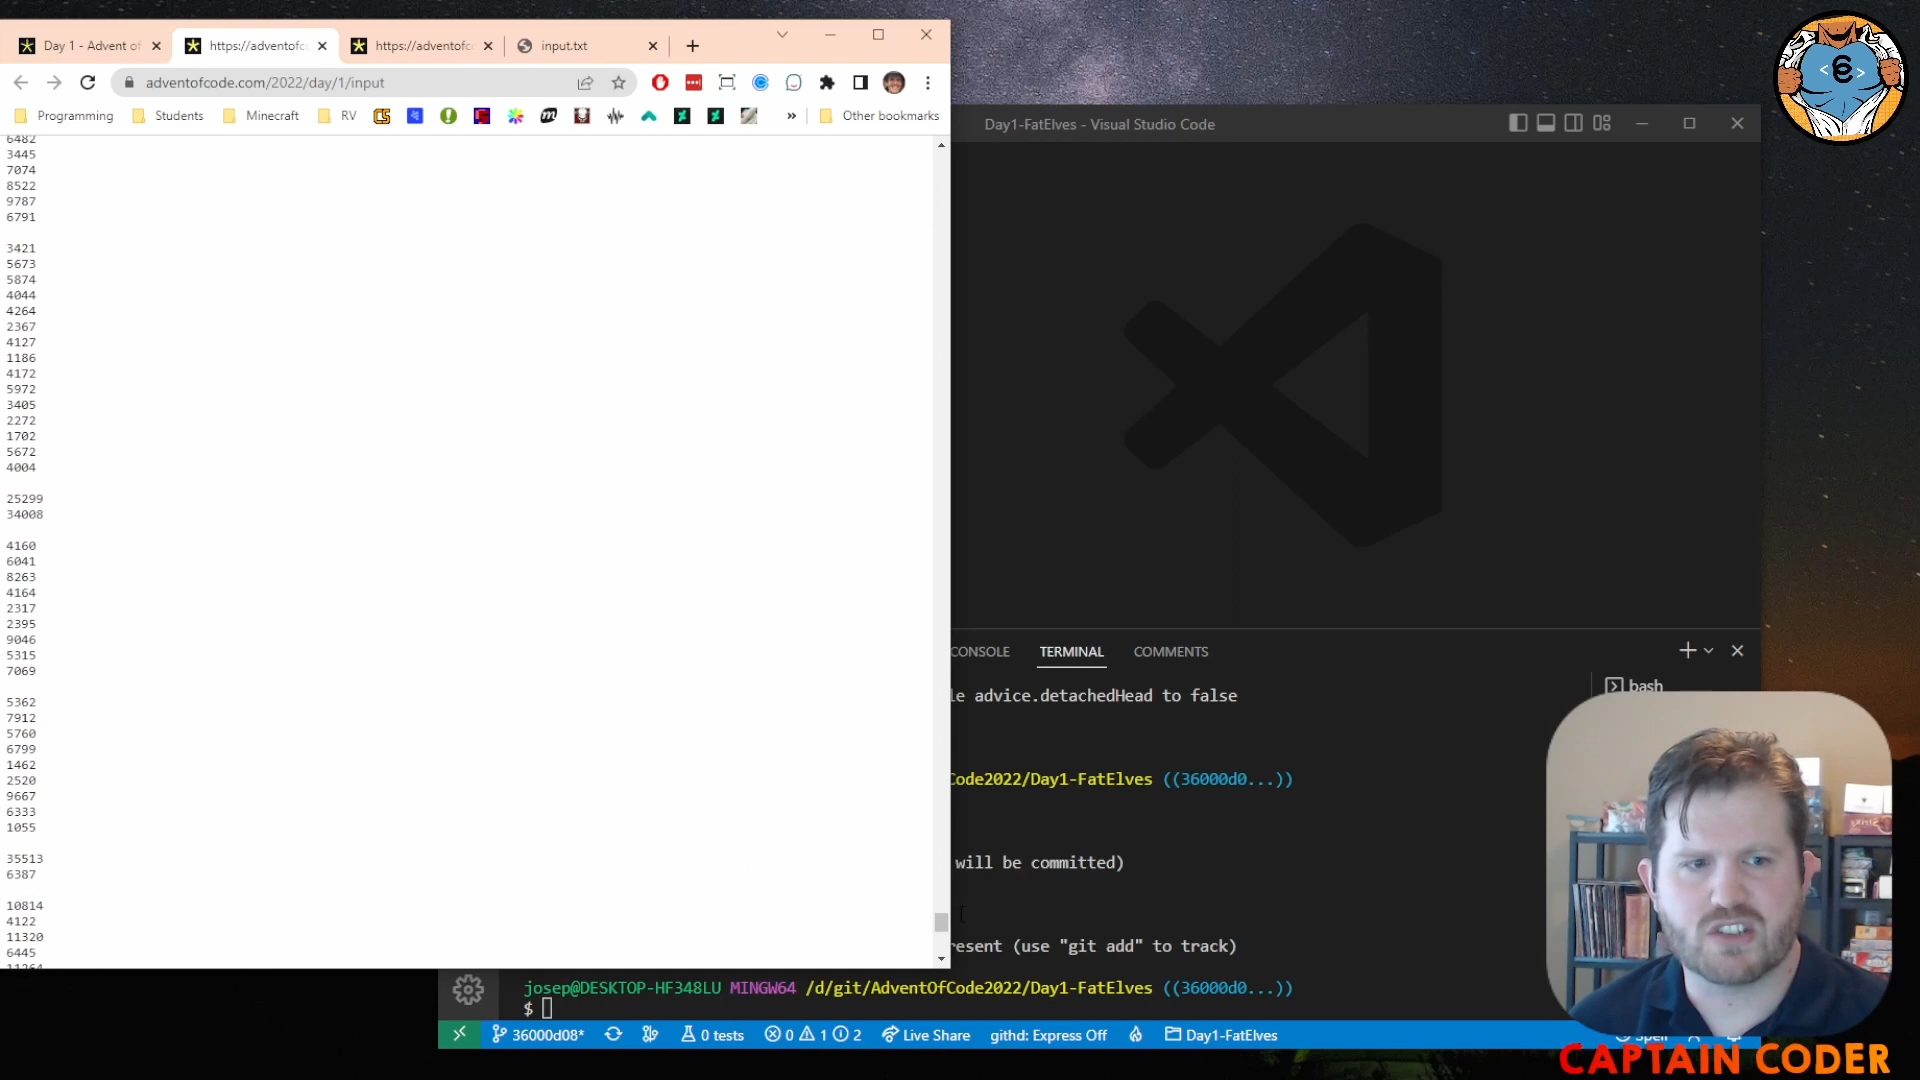 Day 1 - Advent of
https://adventofc
https://adventofc
input.txt
adventofcode.com/2022/day/1/input
Programming
Students
Minecraft
RV
»
Other bookmarks
6482
3445
7074
8522
9787
6791
3421
5673
5874
4044
4264
2367
4127
1186
4172
5972
3405
2272
1702
5672
4004
25299
34008
4160
6041
8263
4164
2317
2395
9046
5315
7069
5362
7912
5760
6799
1462
2520
9667
6333
1055
35513
6387
10814
4122
11320
6445
11264
Day1-FatElves - Visual Studio Code
CONSOLE
TERMINAL
COMMENTS
bash
le advice.detachedHead to false
Code2022/Day1-FatElves ((36000d0...))
will be committed)
resent (use "git add" to track)
josep@DESKTOP-HF348LU MINGW64 /d/git/AdventOfCode2022/Day1-FatElves ((36000d0...))
$
36000d08*
0 tests
0
1
2
Live Share
githd: Express Off
Day1-FatElves
Spell
CAPTAIN CODER